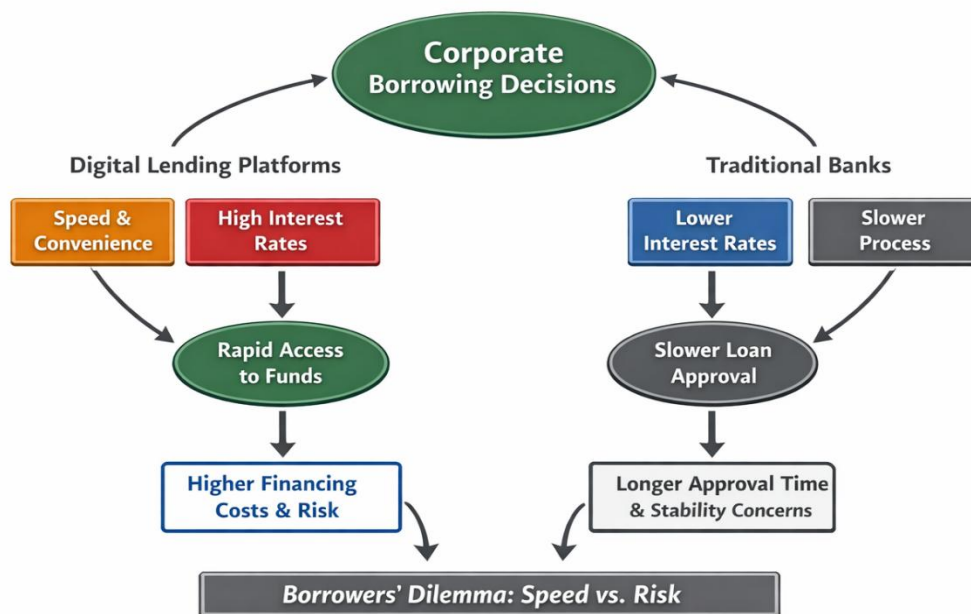 Corporate
Borrowing Decisions
Digital Lending Platforms
Traditional Banks
Speed &
Convenience
High Interest
Rates
Lower
Interest Rates
Slower
Process
Rapid Access
to Funds
Slower Loan
Approval
Higher Financing
Costs & Risk
Longer Approval Time
& Stability Concerns
Borrowers' Dilemma: Speed vs. Risk